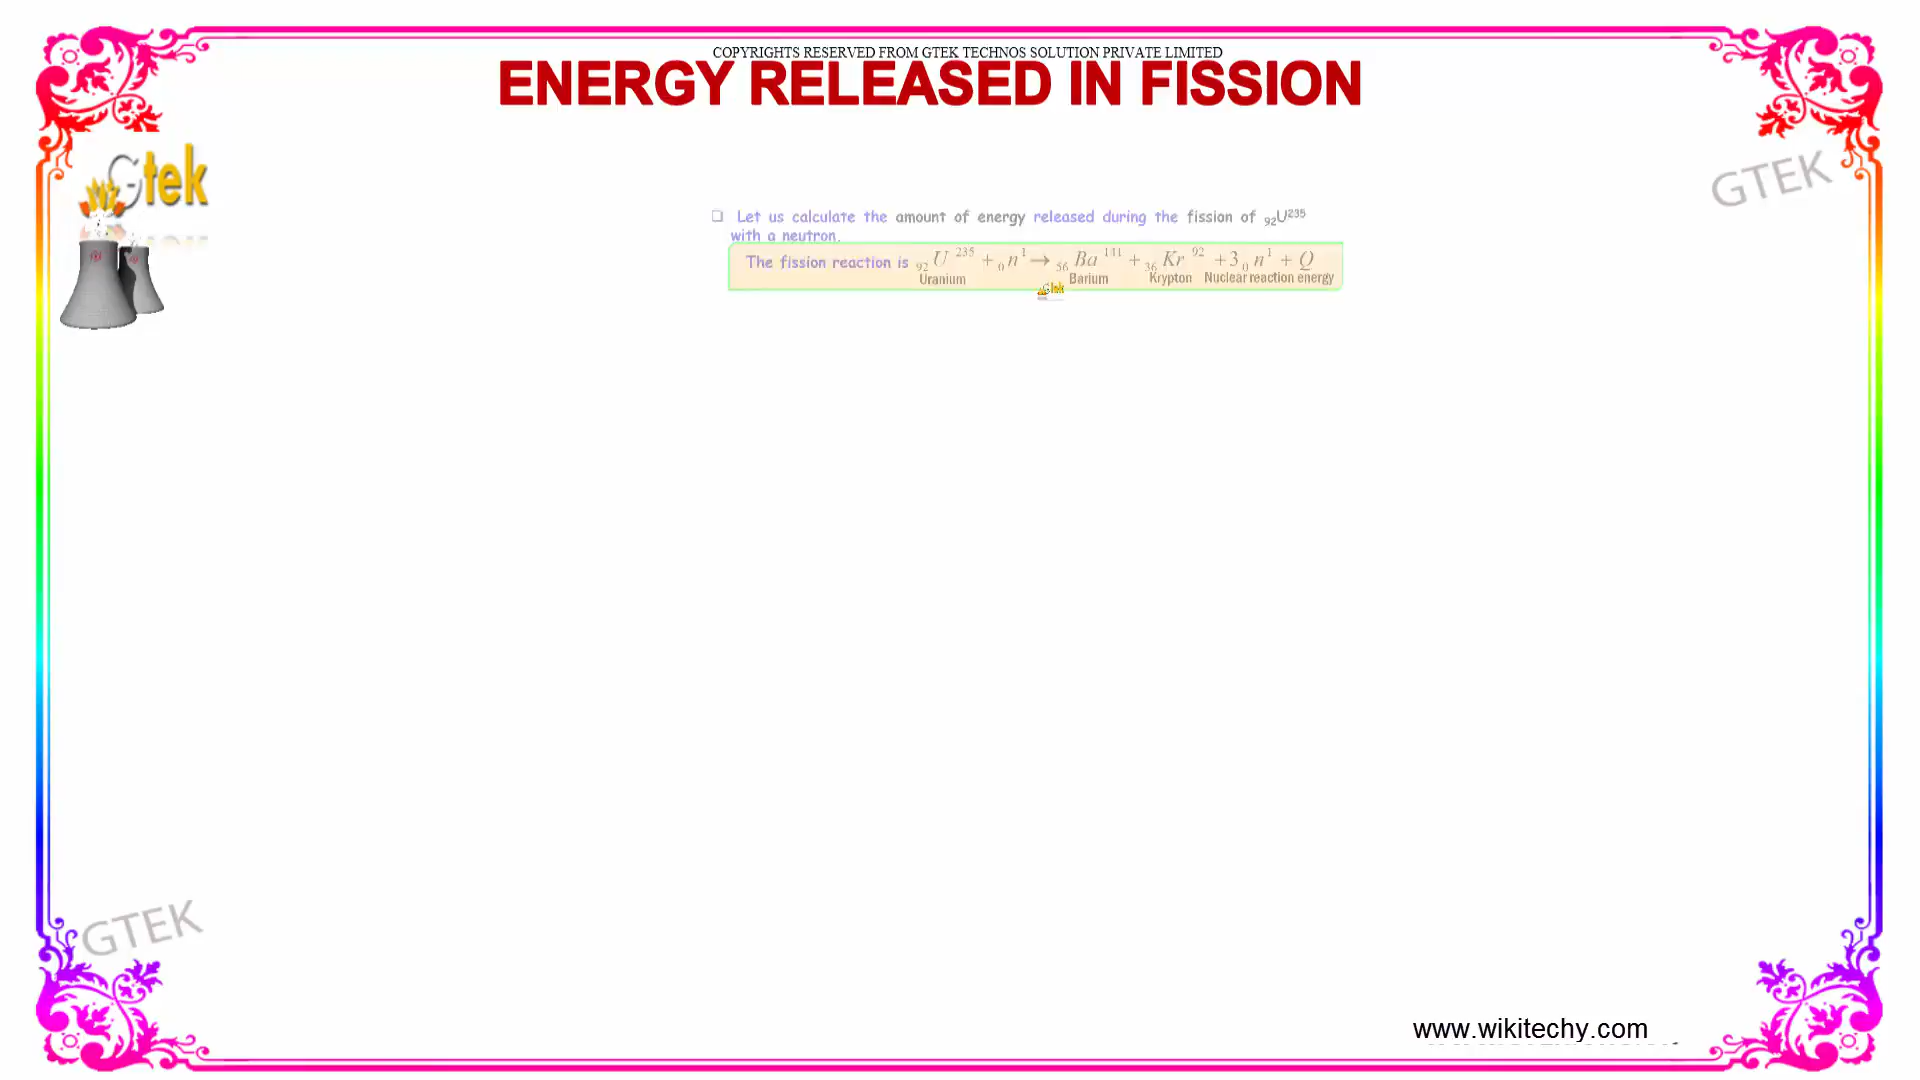 COPYRIGHTS RESERVED FROM GTEK TECHNOS SOLUTION PRIVATE LIMITED
ENERGY RELEASED IN FISSION
Gtek
GTEK
❑ Let us calculate the amount of energy released during the fission of ₉₂U²³⁵
with a neutron.
The fission reaction is ₉₂U²³⁵ + ₀n¹ → ₅₆Ba¹⁴¹ + ₃₆Kr⁹² + 3₀n¹ + Q
Uranium Barium Krypton Nuclear reaction energy
Gtek
GTEK
www.wikitechy.com